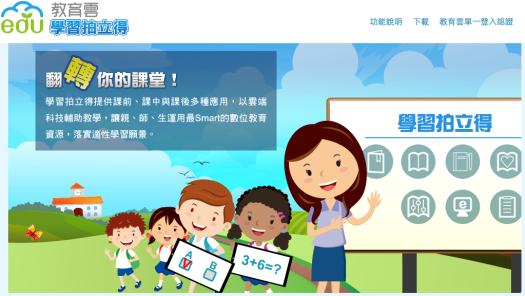 edu 教育雲
學習拍立得
功能說明 下載 教育雲單一登入認證
翻轉你的課堂！
學習拍立得提供課前、課中與課後多種應用，以雲端
科技輔助教學，讓親、師、生運用最Smart的數位教育
資源，落實適性學習願景。
學習拍立得
A B
3+6=?